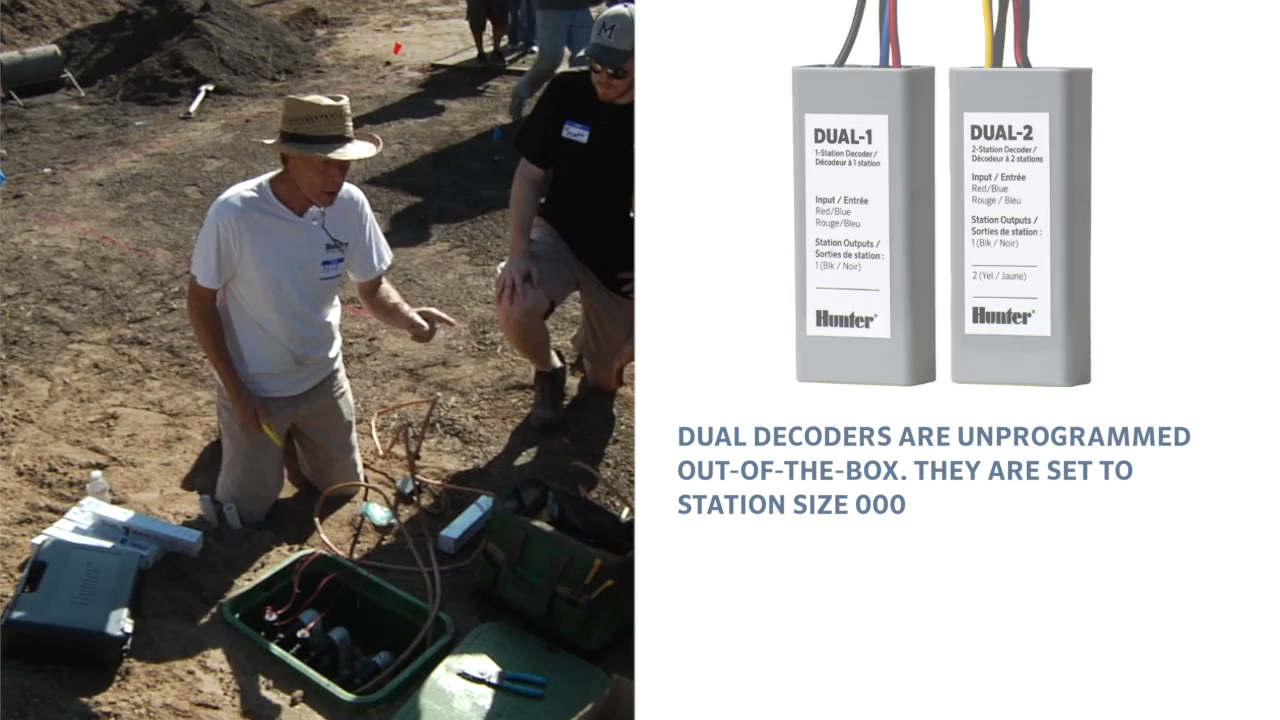 M
Hunter
DUAL-1
1-Station Decoder /
Décodeur à 1 station
Input / Entrée
Red/Blue
Rouge/Bleu
Station Outputs /
Sorties de station :
1 (Blk / Noir)
Hunter®
DUAL-2
2-Station Decoder /
Décodeur à 2 stations
Input / Entrée
Red/Blue
Rouge / Bleu
Station Outputs /
Sorties de station :
1 (Blk / Noir)
2 (Yel / Jaune)
Hunter®
DUAL DECODERS ARE UNPROGRAMMED
OUT-OF-THE-BOX. THEY ARE SET TO
STATION SIZE 000